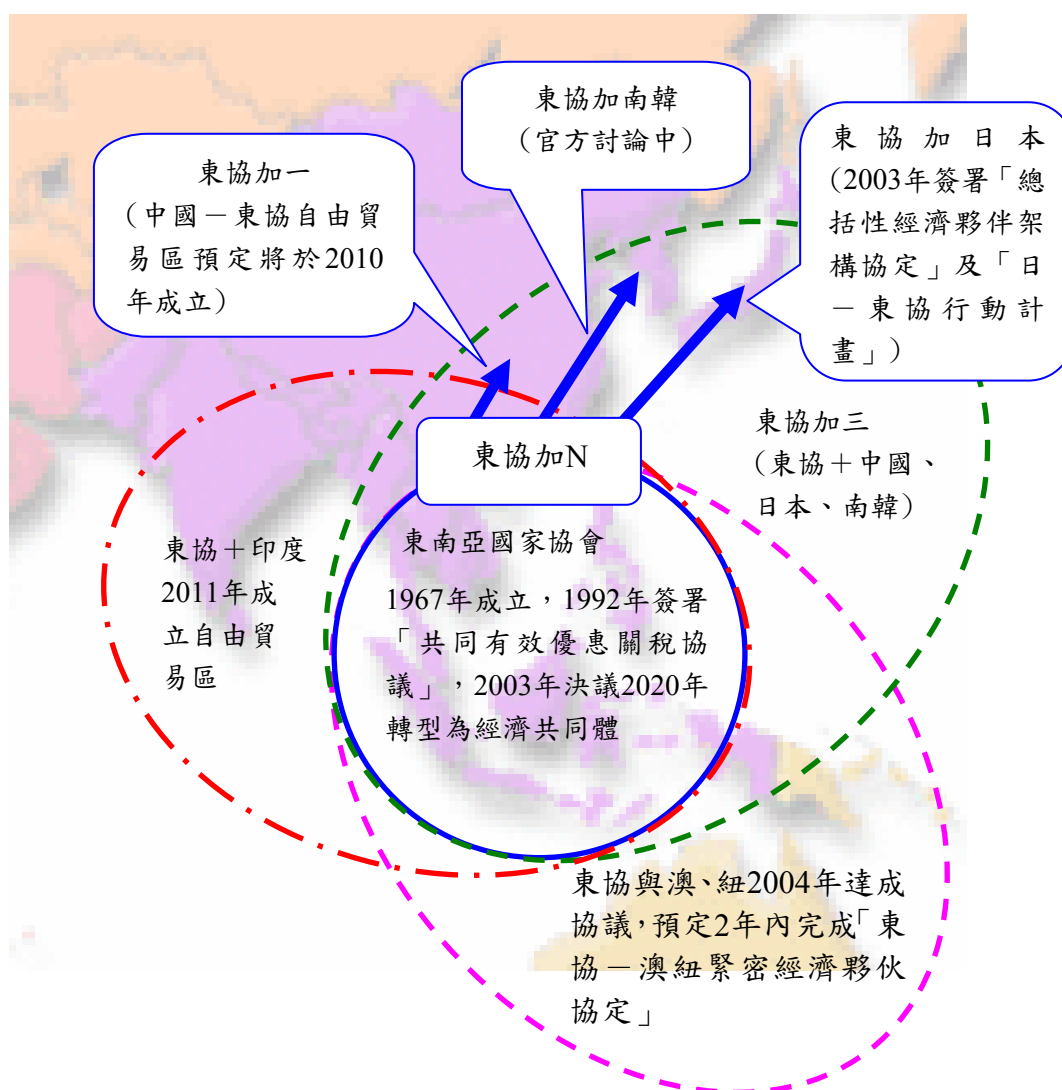 東協加南韓
（官方討論中）
東協加日本
（2003年簽署「總
括性經濟夥伴架
構協定」及「日
－東協行動計
畫」）
東協加一
（中國－東協自由貿
易區預定將於2010
年成立）
東協加N
東協加三
（東協＋中國、
日本、南韓）
東協＋印度
2011年成
立自由貿
易區
東南亞國家協會
1967年成立，1992年簽署
「共同有效優惠關稅協
議」，2003年決議2020年
轉型為經濟共同體
東協與澳、紐2004年達成
協議，預定2年內完成「東
協－澳紐緊密經濟夥伙
協定」